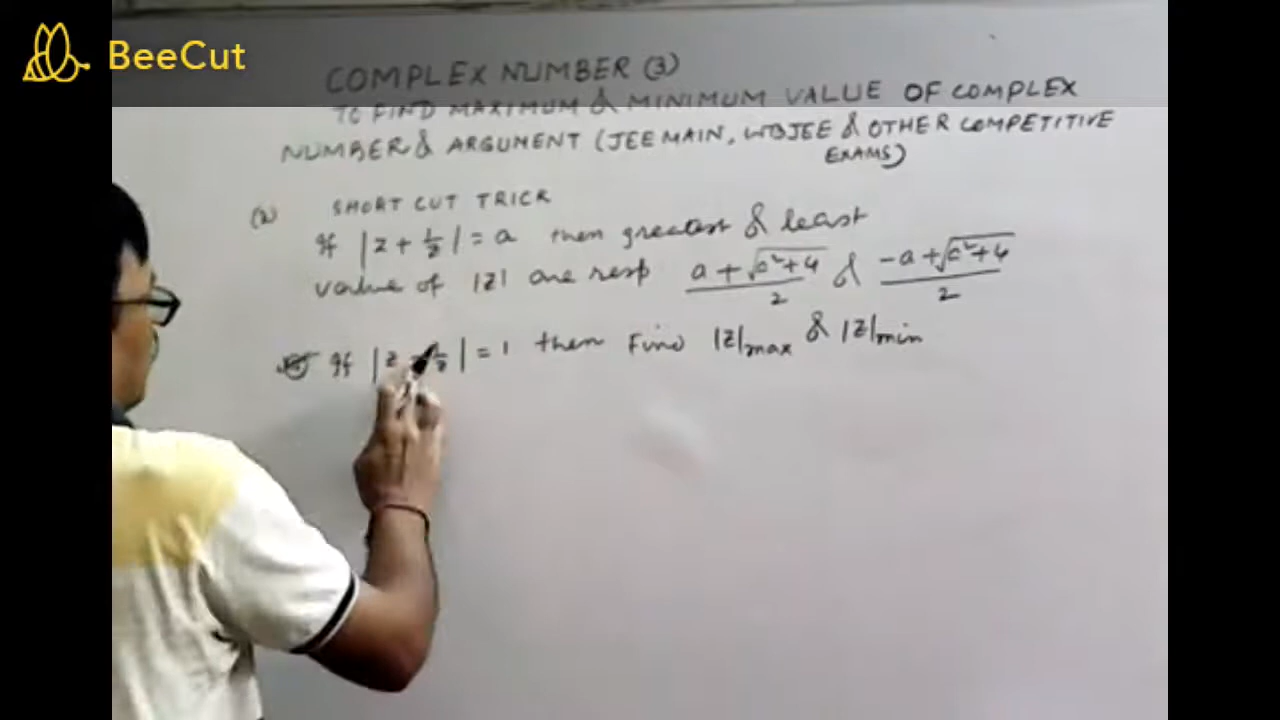 BeeCut
COMPLEX NUMBER (3)
TO FIND MAXIMUM & MINIMUM VALUE OF COMPLEX
NUMBER & ARGUMENT (JEE MAIN, WBJEE & OTHER COMPETITIVE
EXAMS)
SHORT CUT TRICK
If |z + 1/z| = a then greatest & least
value of |z| are resp (a + √(a² + 4))/2 & (-a + √(a² + 4))/2
If |z 1/z| = 1 then Find |z|max & |z|min